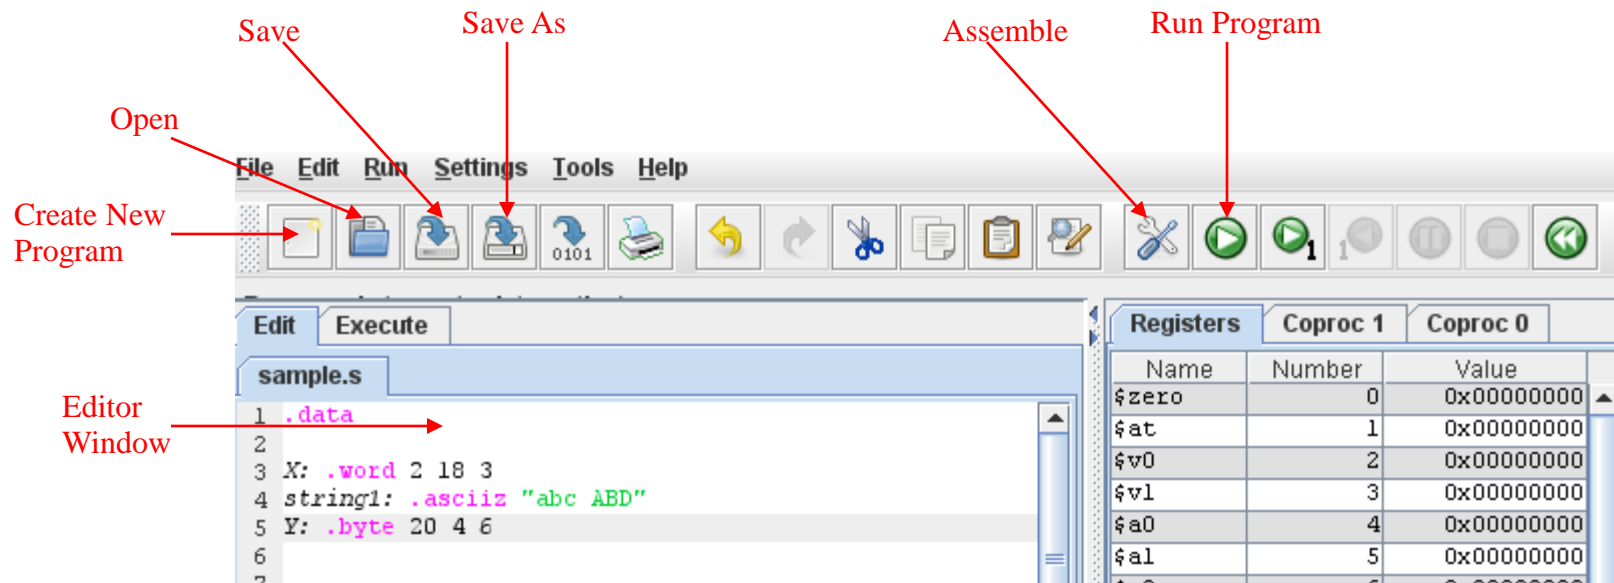 Save
Save As
Assemble
Run Program
Open
File Edit Run Settings Tools Help
Create New
Program
0101
1
1
Edit Execute
Registers Coproc 1 Coproc 0
sample.s
Name Number Value
$zero 0 0x00000000
Editor
Window
1 .data
$at 1 0x00000000
2
$v0 2 0x00000000
3 X: .word 2 18 3
$v1 3 0x00000000
4 string1: .asciiz "abc ABD"
$a0 4 0x00000000
5 Y: .byte 20 4 6
$a1 5 0x00000000
6